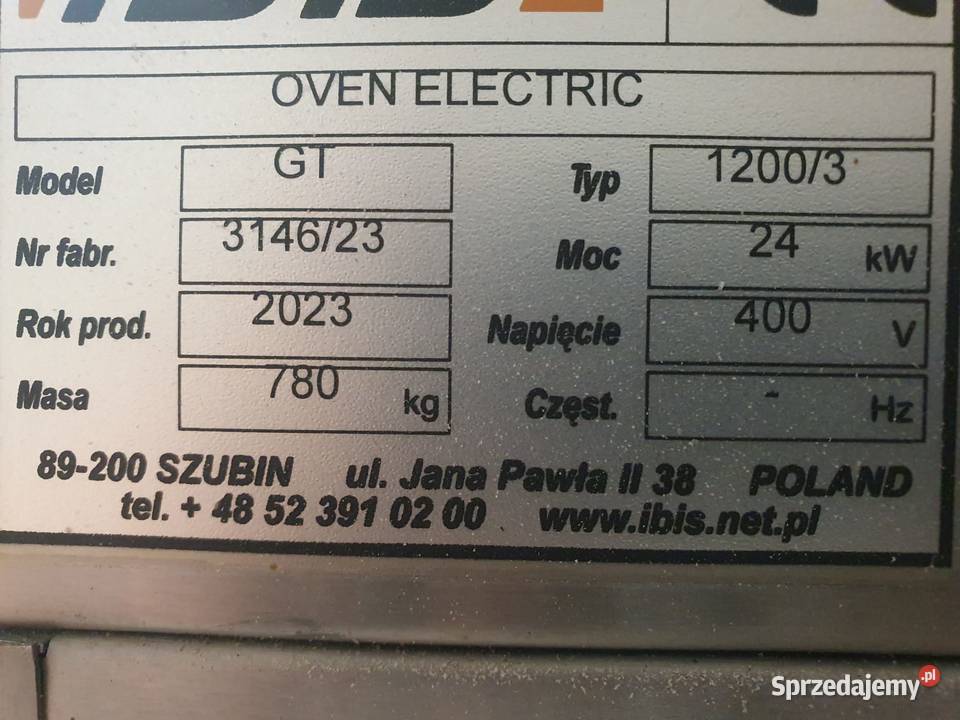 OVEN ELECTRIC
Model GT Typ 1200/3
Nr fabr. 3146/23 Moc 24 kW
Rok prod. 2023 Napięcie 400 V
Masa 780 kg Częst. - Hz
89-200 SZUBIN ul. Jana Pawła II 38 POLAND
tel. + 48 52 391 02 00 www.ibis.net.pl
Sprzedajemy.pl